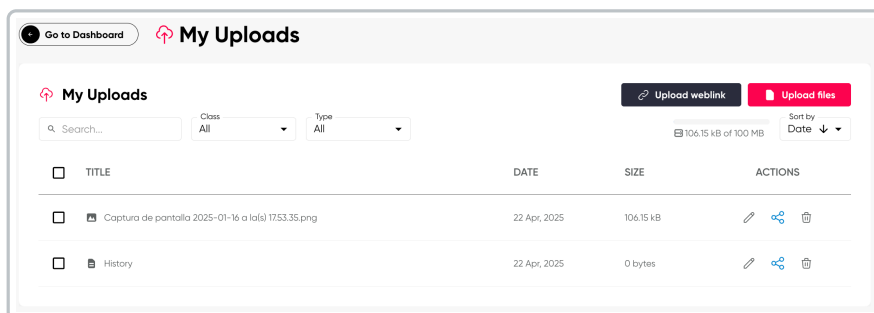 Go to Dashboard
My Uploads
My Uploads
Upload weblink
Upload files
Search...
Class
All
Type
All
106.15 kB of 100 MB
Sort by
Date
TITLE DATE SIZE ACTIONS
Captura de pantalla 2025-01-16 a la(s) 17.53.35.png 22 Apr, 2025 106.15 kB
History 22 Apr, 2025 0 bytes